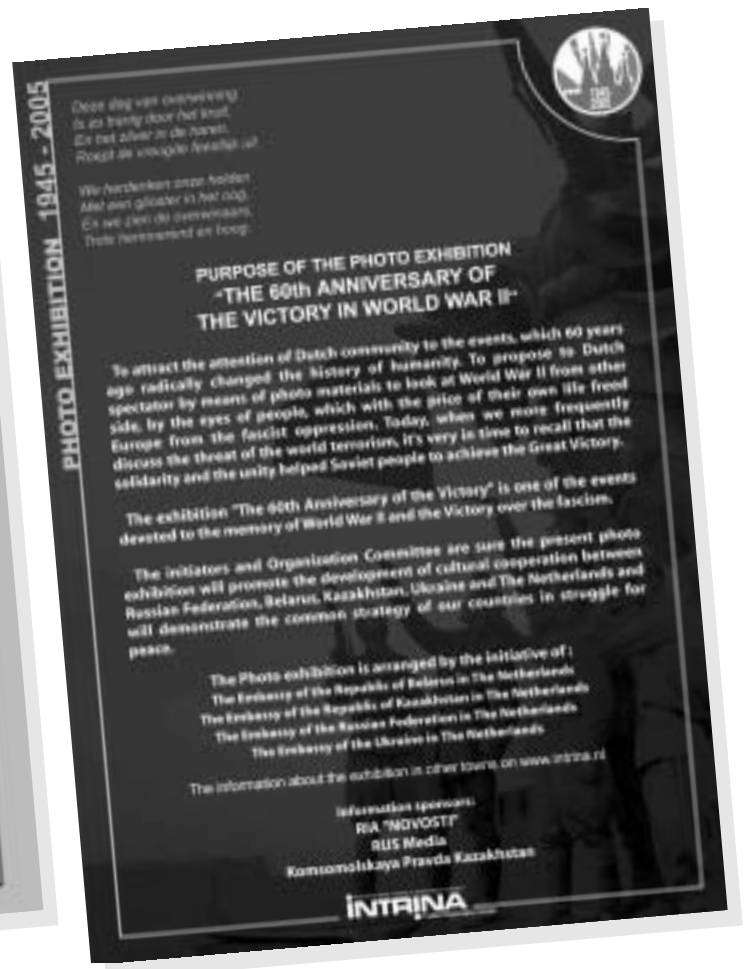 PHOTO EXHIBITION 1945 - 2005
Deze dag van overwinning
Is zo treurig door het kruit,
En het zilver in de haren,
Roept de vreugde feestlijk uit.
We herdenken onze helden
Met een glinster in het oog,
En we zien de overwinnaars,
Trots herinnerend en hoog.
1945
2005
PURPOSE OF THE PHOTO EXHIBITION
"THE 60th ANNIVERSARY OF
THE VICTORY IN WORLD WAR II"
To attract the attention of Dutch community to the events, which 60 years
ago radically changed the history of humanity. To propose to Dutch
spectator by means of photo materials to look at World War II from other
side, by the eyes of people, which with the price of their own life freed
Europe from the fascist oppression. Today, when we more frequently
discuss the threat of the world terrorism, it's very in time to recall that the
solidarity and the unity helped Soviet people to achieve the Great Victory.
The exhibition "The 60th Anniversary of the Victory" is one of the events
devoted to the memory of World War II and the Victory over the fascism.
The initiators and Organization Committee are sure the present photo
exhibition will promote the development of cultural cooperation between
Russian Federation, Belarus, Kazakhstan, Ukraine and The Netherlands and
will demonstrate the common strategy of our countries in struggle for
peace.
The Photo exhibition is arranged by the initiative of :
The Embassy of the Republic of Belarus in The Netherlands
The Embassy of the Republic of Kazakhstan in The Netherlands
The Embassy of the Russian Federation in The Netherlands
The Embassy of the Ukraine in The Netherlands
The information about the exhibition in other towns on www.intrina.nl
Information sponsors:
RIA "NOVOSTI"
RUS Media
Komsomolskaya Pravda Kazakhstan
INTRINA